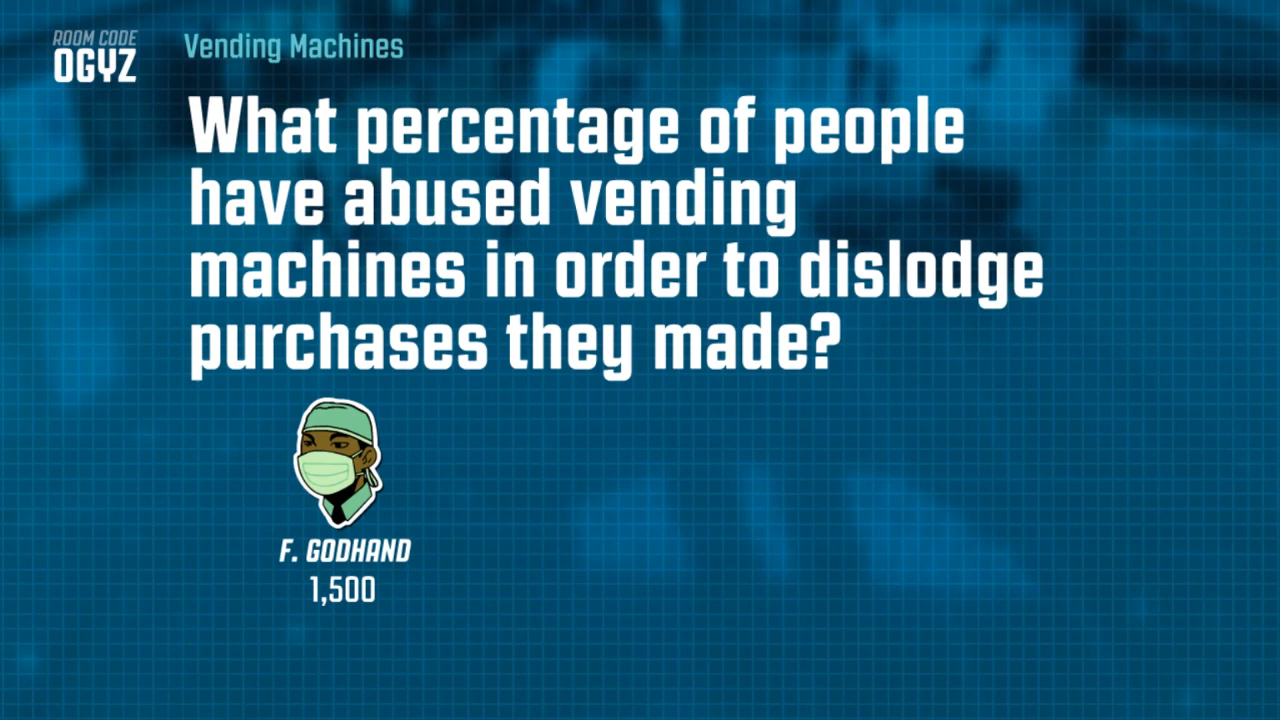 ROOM CODE
OGYZ
Vending Machines
What percentage of people
have abused vending
machines in order to dislodge
purchases they made?
F. GODHAND
1,500